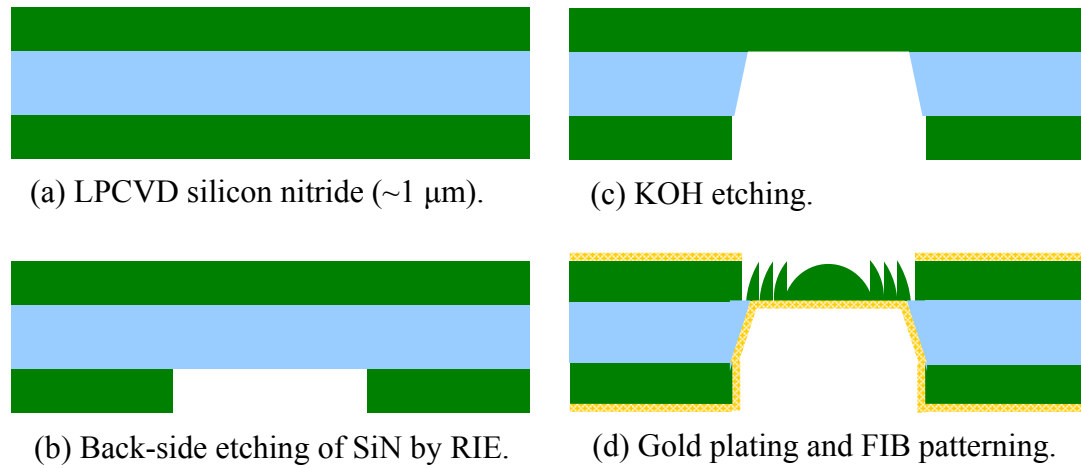 (a) LPCVD silicon nitride (~1 μm).
(c) KOH etching.
(b) Back-side etching of SiN by RIE.
(d) Gold plating and FIB patterning.